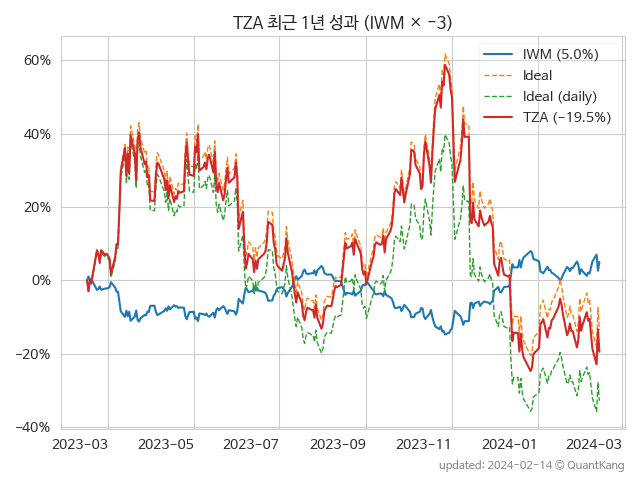 TZA 최근 1년 성과 (IWM × −3)
IWM (5.0%)
Ideal
Ideal (daily)
TZA (−19.5%)
60%
40%
20%
0%
−20%
−40%
2023−03
2023−05
2023−07
2023−09
2023−11
2024−01
2024−03
updated: 2024−02−14 ⓒ QuantKang